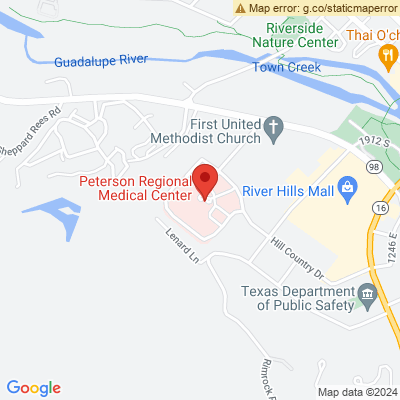 Map error: g.co/staticmaperror
Riverside
Nature Center
Thai O'ch
Guadalupe River
Town Creek
Sheppard Rees Rd
First United
Methodist Church
1912 S
98
Peterson Regional
Medical Center
River Hills Mall
16
1246 E
Lenard Ln
Hill Country Dr
Texas Department
of Public Safety
Rimrock R
Google
Map data ©2024